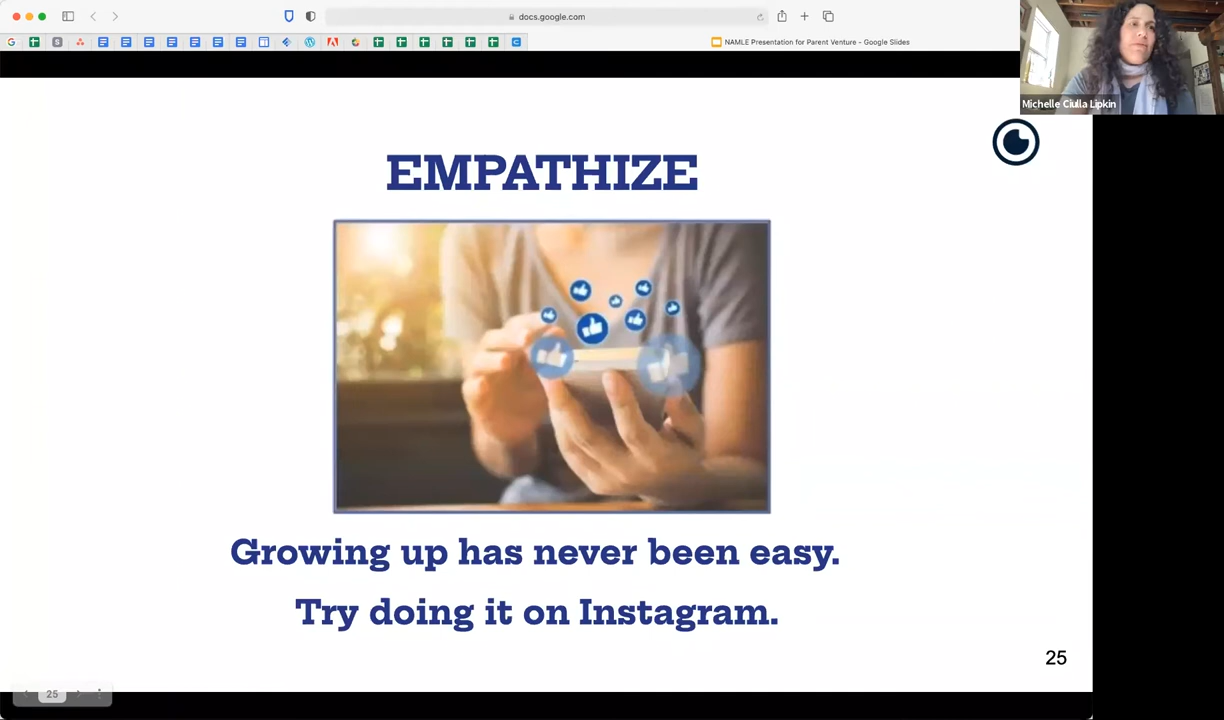 docs.google.com
NAMLE Presentation for Parent Venture - Google Slides
Michelle Ciulla Lipkin
EMPATHIZE
Growing up has never been easy.
Try doing it on Instagram.
25
25